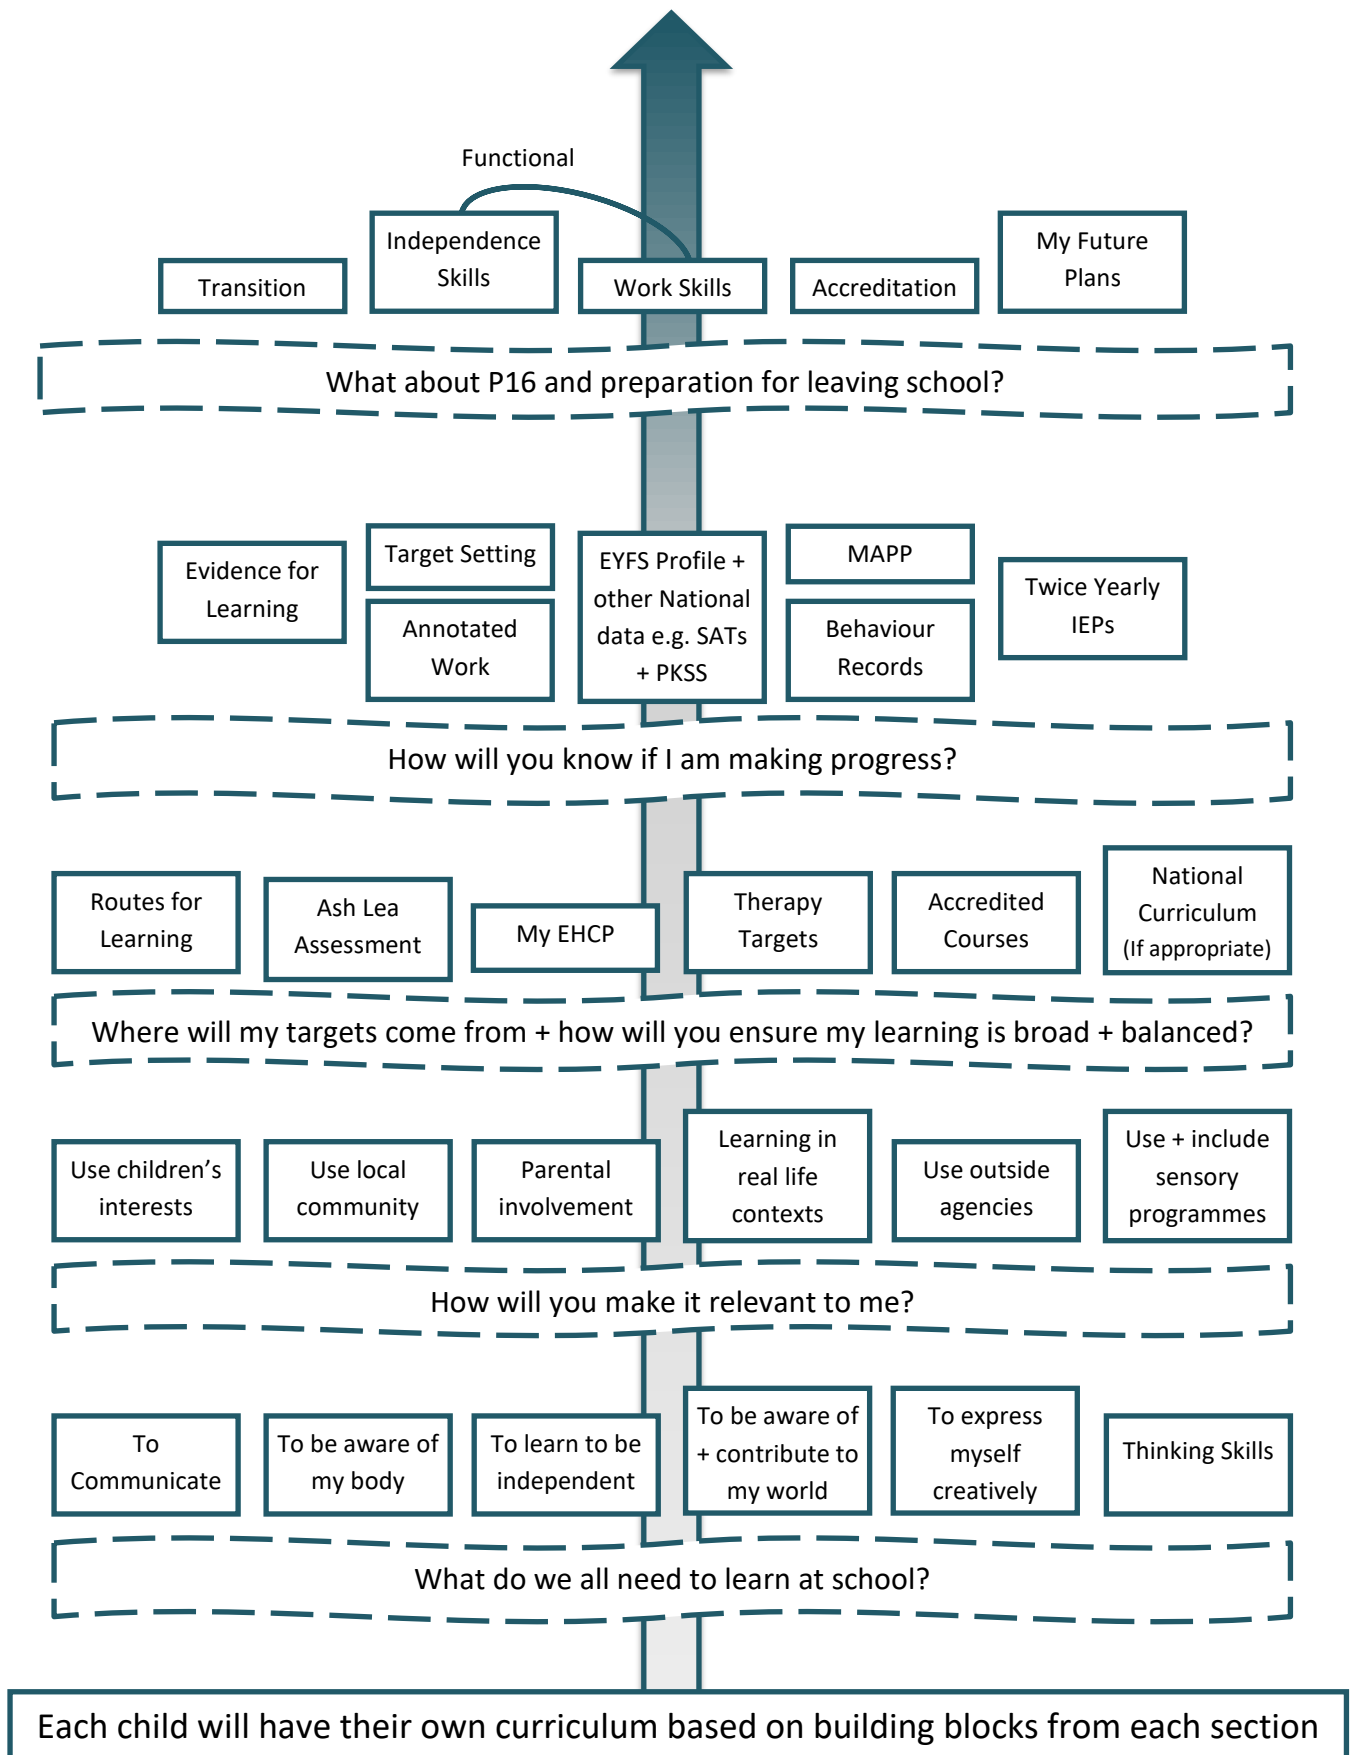 Functional
Transition
Independence
Skills
Work Skills
Accreditation
My Future
Plans
What about P16 and preparation for leaving school?
Evidence for
Learning
Target Setting
Annotated
Work
EYFS Profile +
other National
data e.g. SATs
+ PKSS
MAPP
Behaviour
Records
Twice Yearly
IEPs
How will you know if I am making progress?
Routes for
Learning
Ash Lea
Assessment
My EHCP
Therapy
Targets
Accredited
Courses
National
Curriculum
(If appropriate)
Where will my targets come from + how will you ensure my learning is broad + balanced?
Use children’s
interests
Use local
community
Parental
involvement
Learning in
real life
contexts
Use outside
agencies
Use + include
sensory
programmes
How will you make it relevant to me?
To
Communicate
To be aware of
my body
To learn to be
independent
To be aware of
+ contribute to
my world
To express
myself
creatively
Thinking Skills
What do we all need to learn at school?
Each child will have their own curriculum based on building blocks from each section